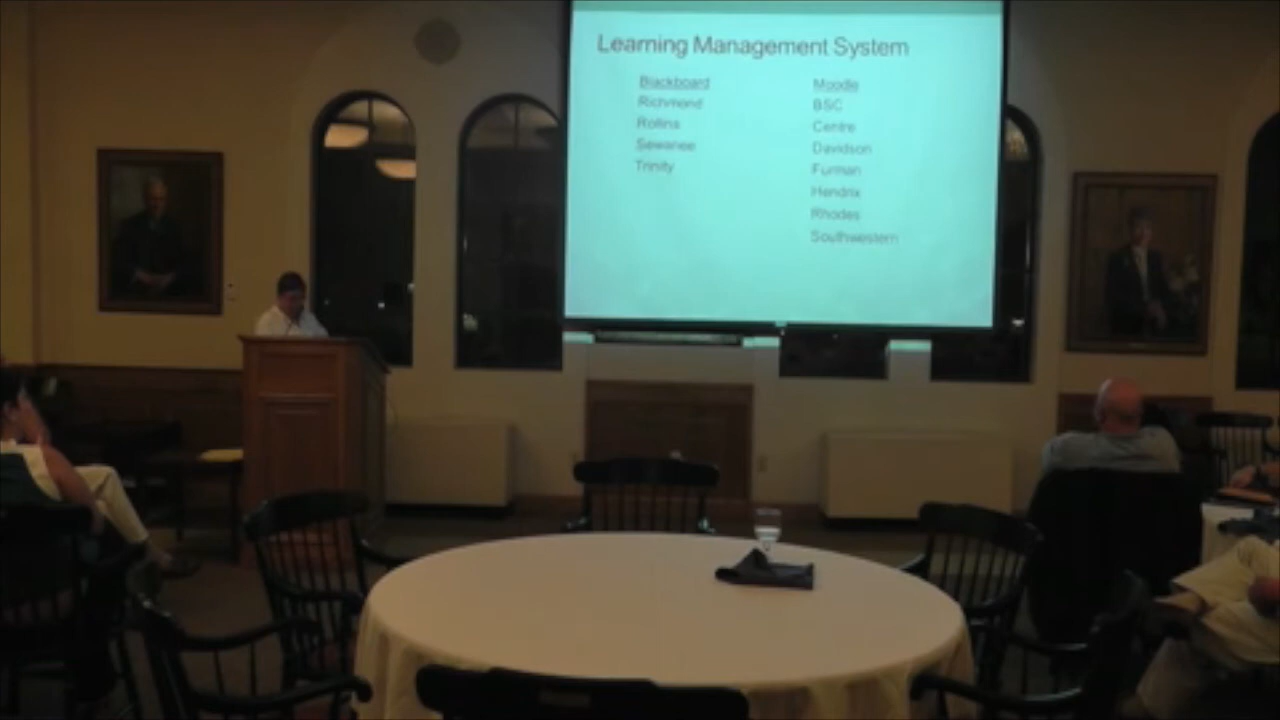 Learning Management System
Blackboard
Richmond
Rollins
Sewanee
Trinity
Moodle
BSC
Centre
Davidson
Furman
Hendrix
Rhodes
Southwestern